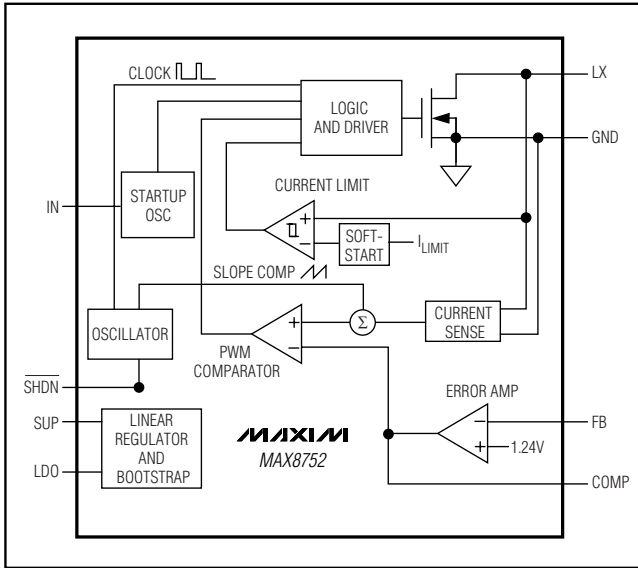 CLOCK
LX
LOGIC
AND DRIVER
GND
CURRENT LIMIT
STARTUP
OSC
IN
+
−
SOFT-
START
I_LIMIT
SLOPE COMP
OSCILLATOR
+
−
Σ
CURRENT
SENSE
PWM
COMPARATOR
SHDN
ERROR AMP
SUP
LINEAR
REGULATOR
AND
BOOTSTRAP
MAXIM
MAX8752
−
+
1.24V
FB
LDO
COMP